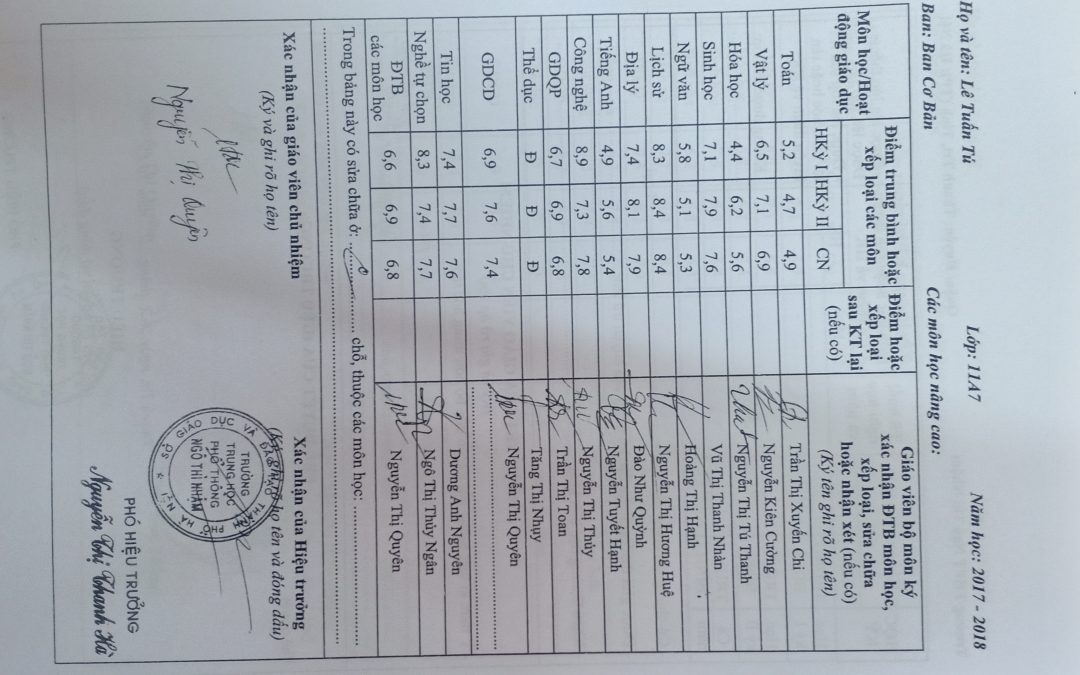 Họ và tên: Lê Tuấn Tú Lớp: 11A7 Năm học: 2017 - 2018
Ban: Ban Cơ Bản Các môn học nâng cao:
Môn học/Hoạt động giáo dục
Điểm trung bình hoặc xếp loại các môn
HKỳ I HKỳ II CN
Điểm hoặc xếp loại sau KT lại (nếu có)
Giáo viên bộ môn ký xác nhận ĐTB môn học, xếp loại, sửa chữa hoặc nhận xét (nếu có)
(Ký tên ghi rõ họ tên)
Toán 5,2 4,7 4,9 Trần Thị Xuyến Chi
Vật lý 6,5 7,1 6,9 Nguyễn Kiên Cường
Hóa học 4,4 6,2 5,6 Nguyễn Thị Tú Thanh
Sinh học 7,1 7,9 7,6 Vũ Thị Thanh Nhàn
Ngữ văn 5,8 5,1 5,3 Hoàng Thị Hạnh
Lịch sử 8,3 8,4 8,4 Nguyễn Thị Hương Huệ
Địa lý 7,4 8,1 7,9 Đào Như Quỳnh
Tiếng Anh 4,9 5,6 5,4 Nguyễn Tuyết Hạnh
Công nghệ 8,9 7,3 7,8 Nguyễn Thị Thủy
GDQP 6,7 6,9 6,8 Trần Thị Toan
Thể dục Đ Đ Đ Tăng Thị Nhuy
GDCD 6,9 7,6 7,4 Nguyễn Thị Quyên
Tin học 7,4 7,7 7,6 Dương Anh Nguyên
Nghề tự chọn 8,3 7,4 7,7 Ngô Thị Thủy Ngân
ĐTB các môn học 6,6 6,9 6,8 Nguyễn Thị Quyên
Trong bảng này có sửa chữa ở: ........ chỗ, thuộc các môn học: ........
Xác nhận của giáo viên chủ nhiệm
(Ký và ghi rõ họ tên)
Nguyễn Thị Quyên
Xác nhận của Hiệu trưởng
(Ký, ghi rõ họ tên và đóng dấu)
SỞ GIÁO DỤC VÀ ĐÀO TẠO THÀNH PHỐ HÀ NỘI
TRƯỜNG
TRUNG HỌC
PHỔ THÔNG
NGÔ THÌ NHẬM
PHÓ HIỆU TRƯỞNG
Nguyễn Thị Thanh Hà